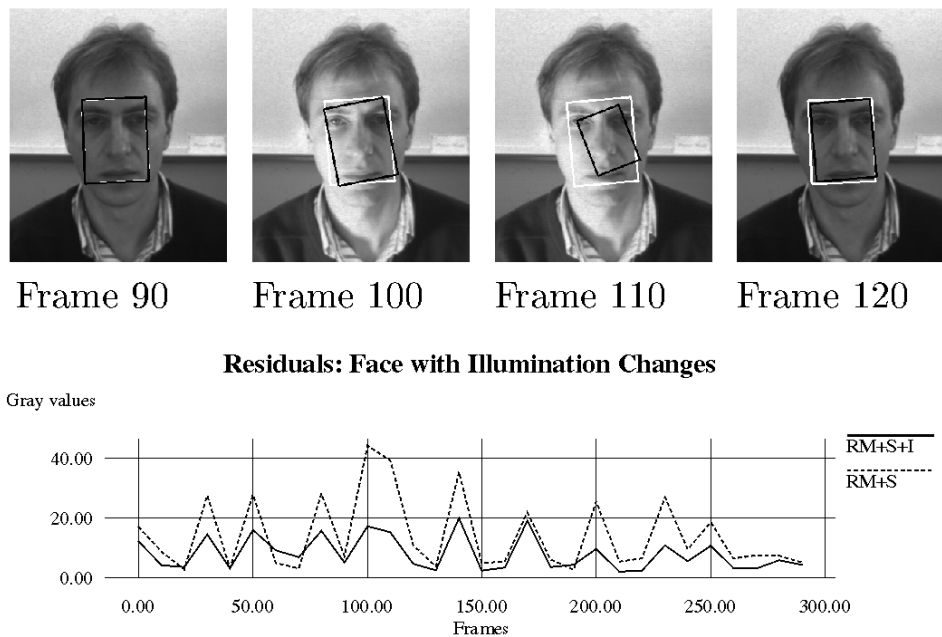 Frame 90
Frame 100
Frame 110
Frame 120
Residuals: Face with Illumination Changes
Gray values
RM+S+I
RM+S
40.00
20.00
0.00
0.00 50.00 100.00 150.00 200.00 250.00 300.00
Frames